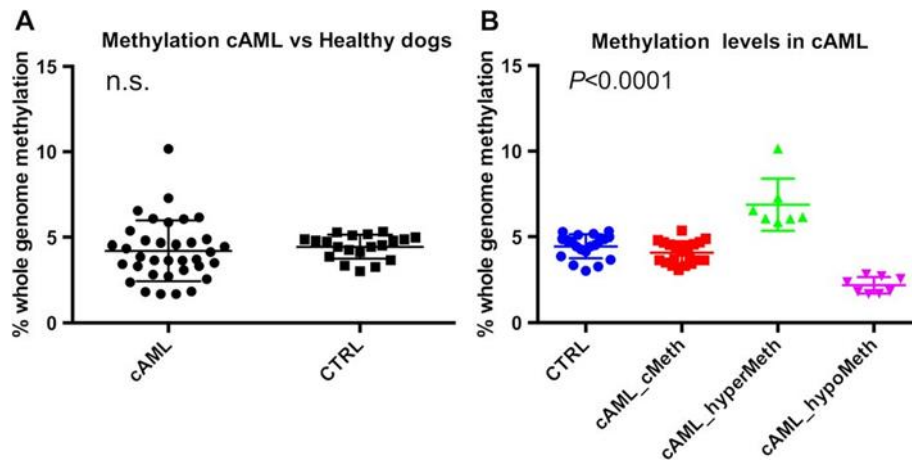 A
Methylation cAML vs Healthy dogs
n.s.
% whole genome methylation
15
10
5
0
cAML
CTRL
B
Methylation levels in cAML
P<0.0001
% whole genome methylation
15
10
5
0
CTRL
cAML_cMeth
cAML_hyperMeth
cAML_hypoMeth